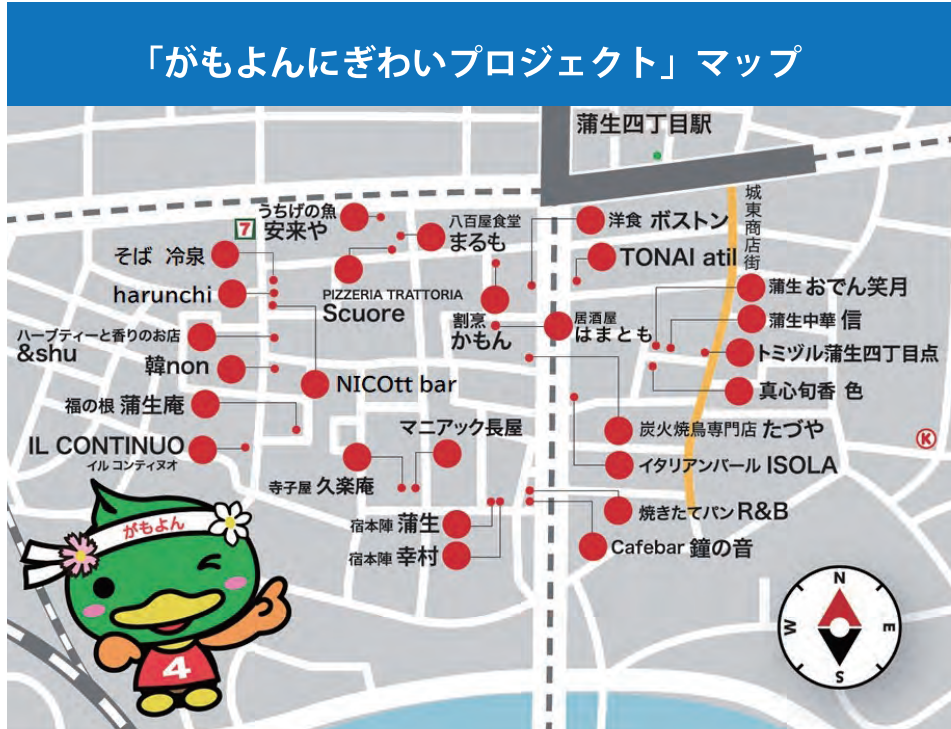 「がもよんにぎわいプロジェクト」マップ
蒲生四丁目駅
城東商店街
うちげの魚
安来や
7
八百屋食堂
まるも
洋食 ボストン
そば 冷泉
TONAI atil
harunchi
PIZZERIA TRATTORIA
Scuore
蒲生 おでん笑月
割烹
かもん
居酒屋
はまとも
蒲生中華 信
ハーブティーと香りのお店
&shu
トミヅル蒲生四丁目点
韓non
NICOtt bar
真心旬香 色
福の根 蒲生庵
マニアック長屋
炭火焼鳥専門店 たづや
IL CONTINUO
イル コンティヌオ
イタリアンバール ISOLA
寺子屋 久楽庵
焼きたてパン R&B
宿本陣 蒲生
宿本陣 幸村
Cafebar 鐘の音
K
がもよん
4
N
W
E
S